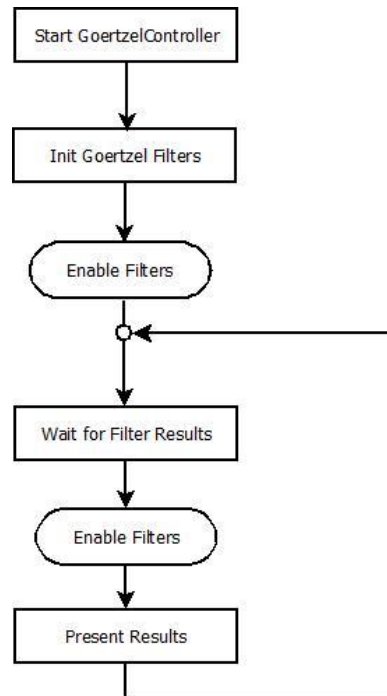 Start GoertzelController
Init Goertzel Filters
Enable Filters
Wait for Filter Results
Enable Filters
Present Results